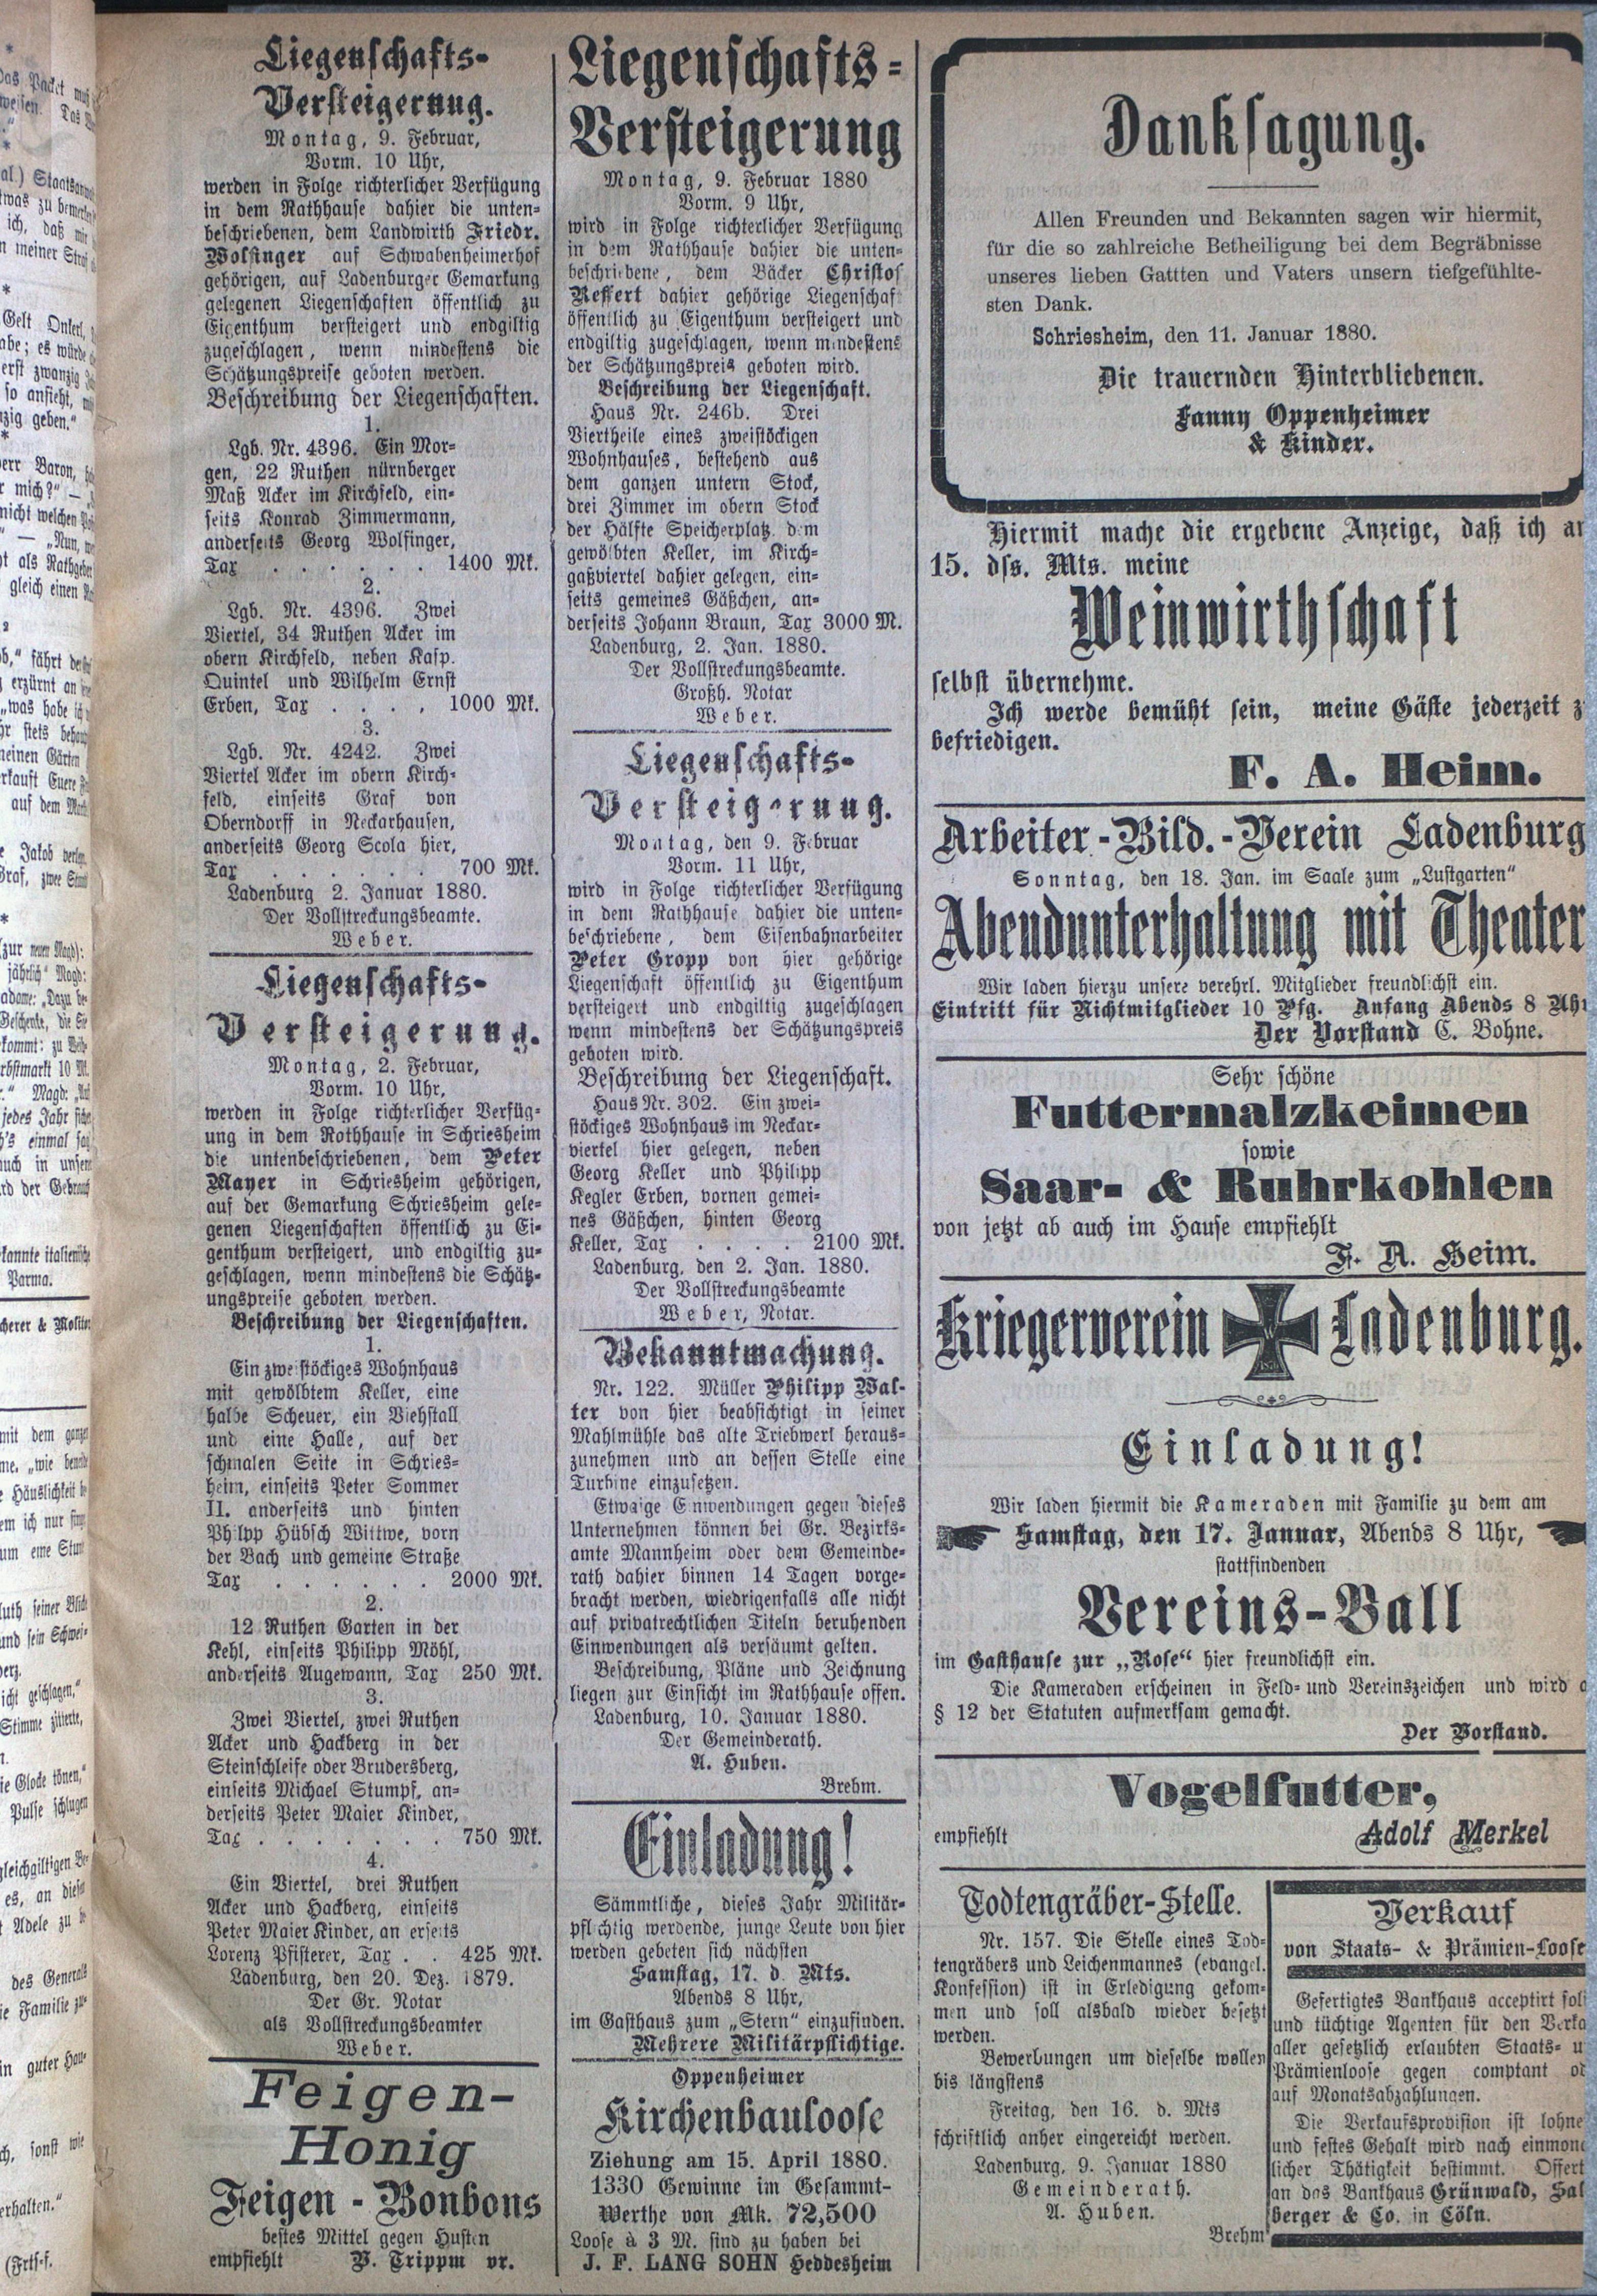 Liegenschafts-
Versteigerung.
Montag, 9. Februar,
Vorm. 10 Uhr,
werden in Folge richterlicher Verfügung
in dem Rathhause dahier die unten-
beschriebenen, dem Landwirth Friedr.
Wolfinger auf Schwabenheimerhof
gehörigen, auf Ladenburger Gemarkung
gelegenen Liegenschaften öffentlich zu
Eigenthum versteigert und endgiltig
zugeschlagen, wenn mindestens die
Schätzungspreise geboten werden.
Beschreibung der Liegenschaften.
1.
Lgb. Nr. 4396. Ein Mor-
gen, 22 Ruthen nürnberger
Maß Acker im Kirchfeld, ein-
seits Konrad Zimmermann,
anderseits Georg Wolfinger,
Tax . . . . . . 1400 Mk.
2.
Lgb. Nr. 4396. Zwei
Viertel, 34 Ruthen Acker im
obern Kirchfeld, neben Kasp.
Quintel und Wilhelm Ernst
Erben, Tax . . . . 1000 Mk.
3.
Lgb. Nr. 4242. Zwei
Viertel Acker im obern Kirch-
feld, einseits Graf von
Oberndorff in Neckarhausen,
anderseits Georg Scola hier,
Tax . . . . . . 700 Mk.
Ladenburg 2. Januar 1880.
Der Vollstreckungsbeamte.
Weber.
Liegenschafts-
Versteigerung.
Montag, 2. Februar,
Vorm. 10 Uhr,
werden in Folge richterlicher Verfüg-
ung in dem Rothhause in Schriesheim
die untenbeschriebenen, dem Peter
Mayer in Schriesheim gehörigen,
auf der Gemarkung Schriesheim gele-
genen Liegenschaften öffentlich zu Ei-
genthum versteigert, und endgiltig zu-
geschlagen, wenn mindestens die Schätz-
ungspreise geboten werden.
Beschreibung der Liegenschaften.
1.
Ein zweistöckiges Wohnhaus
mit gewölbtem Keller, eine
halbe Scheuer, ein Viehstall
und eine Halle, auf der
schmalen Seite in Schries-
heim, einseits Peter Sommer
II. anderseits und hinten
Philpp Hübsch Wittwe, vorn
der Bach und gemeine Straße
Tax . . . . . . 2000 Mk.
2.
12 Ruthen Garten in der
Kehl, einseits Philipp Möhl,
anderseits Augewann, Tax 250 Mk.
3.
Zwei Viertel, zwei Ruthen
Acker und Hackberg in der
Steinschleife oder Brudersberg,
einseits Michael Stumpf, an-
derseits Peter Maier Kinder,
Tax . . . . . . . 750 Mk.
4.
Ein Viertel, drei Ruthen
Acker und Hackberg, einseits
Peter Maier Kinder, anderseits
Lorenz Pfisterer, Tax . . 425 Mk.
Ladenburg, den 20. Dez. 1879.
Der Gr. Notar
als Vollstreckungsbeamter
Weber.
Feigen-
Honig
Feigen-Bonbons
bestes Mittel gegen Husten
empfiehlt
Liegenschafts-
Versteigerung
Montag, 9. Februar 1880
Vorm. 9 Uhr,
wird in Folge richterlicher Verfügung
in dem Rathhause dahier die unten-
beschriebene, dem Bäcker Christof
Reffert dahier gehörige Liegenschaf
öffentlich zu Eigenthum versteigert und
endgiltig zugeschlagen, wenn mindestens
der Schätzungspreis geboten wird.
Beschreibung der Liegenschaft.
Haus Nr. 246b. Drei
Viertheile eines zweistöckigen
Wohnhauses, bestehend aus
dem ganzen untern Stock,
drei Zimmer im obern Stock
der Hälfte Speicherplatz dem
gewölbten Keller, im Kirch-
gaßviertel dahier gelegen, ein-
seits gemeines Gäßchen, an-
derseits Johann Braun, Tax 3000 M.
Ladenburg, 2. Jan. 1880.
Der Vollstreckungsbeamte.
Großh. Notar
Weber.
Liegenschafts-
Versteigerung.
Montag, den 9. Februar
Vorm. 11 Uhr,
wird in Folge richterlicher Verfügung
in dem Rathhause dahier die unten-
beschriebene, dem Eisenbahnarbeiter
Peter Gropp von hier gehörige
Liegenschaft öffentlich zu Eigenthum
versteigert und endgiltig zugeschlagen
wenn mindestens der Schätzungspreis
geboten wird.
Beschreibung der Liegenschaft.
Haus Nr. 302. Ein zwei-
stöckiges Wohnhaus im Neckar-
viertel hier gelegen, neben
Georg Keller und Philipp
Kegler Erben, vornen gemei-
nes Gäßchen, hinten Georg
Keller, Tax . . . . 2100 Mk.
Ladenburg, den 2. Jan. 1880.
Der Vollstreckungsbeamte
Weber, Notar.
Bekanntmachung.
Nr. 122. Müller Philipp Wal-
ter von hier beabsichtigt in seiner
Mahlmühle das alte Triebwerk heraus-
zunehmen und an dessen Stelle eine
Turbine einzusetzen.
Etwaige Einwendungen gegen dieses
Unternehmen können bei Gr. Bezirks-
amte Mannheim oder dem Gemeinde-
rath dahier binnen 14 Tagen vorge-
bracht werden, wiedrigenfalls alle nicht
auf privatrechtlichen Titeln beruhenden
Einwendungen als versäumt gelten.
Beschreibung, Pläne und Zeichnung
liegen zur Einsicht im Rathhause offen.
Ladenburg, 10. Januar 1880.
Der Gemeinderath.
A. Huben.
Brehm.
Einladung!
Sämmtliche, dieses Jahr Militär-
pflichtig werdende, junge Leute von hier
werden gebeten sich nächsten
Samstag, 17. d. Mts.
Abends 8 Uhr,
im Gasthaus zum „Stern“ einzufinden.
Mehrere Militärpflichtige.
Oppenheimer
Kirchenbauloose
Ziehung am 15. April 1880.
1330 Gewinne im Gesammt-
Werthe von Mk. 72,500
Loose à 3 M. sind zu haben bei
J. F. LANG SOHN Heddesheim
Danksagung.
Allen Freunden und Bekannten sagen wir hiermit,
für die so zahlreiche Betheiligung bei dem Begräbnisse
unseres lieben Gattten und Vaters unsern tiefgefühlte-
sten Dank.
Schriesheim, den 11. Januar 1880.
Die trauernden Hinterbliebenen.
Fanny Oppenheimer
& Kinder.
Hiermit mache die ergebene Anzeige, daß ich am
15. dss. Mts. meine
Weinwirthschaft
selbst übernehme.
Ich werde bemüht sein, meine Gäste jederzeit z
befriedigen.
F. A. Heim.
Arbeiter-Bild.-Verein Ladenburg
Sonntag, den 18. Jan. im Saale zum „Lustgarten“
Abendunterhaltung mit Theater
Wir laden hierzu unsere verehrl. Mitglieder freundlichst ein.
Eintritt für Nichtmitglieder 10 Pfg. Anfang Abends 8 Uhr
Der Vorstand C. Bohne.
Sehr schöne
Futtermalzkeimen
sowie
Saar- & Ruhrkohlen
von jetzt ab auch im Hause empfiehlt
F. A. Heim.
Kriegerverein Ladenburg.
W
1870
Einladung!
Wir laden hiermit die Kameraden mit Familie zu dem am
Samstag, den 17. Januar, Abends 8 Uhr,
stattfindenden
Vereins-Ball
im Gasthause zur „Rose“ hier freundlichst ein.
Die Kameraden erscheinen in Feld- und Vereinszeichen und wird a
§ 12 der Statuten aufmerksam gemacht.
Der Vorstand.
Vogelfutter,
empfiehlt Adolf Merkel
Todtengräber-Stelle.
Nr. 157. Die Stelle eines Tod-
tengräbers und Leichenmannes (evangel.
Konfession) ist in Erledigung gekom-
men und soll alsbald wieder besetzt
werden.
Bewerbungen um dieselbe wollen
bis längstens
Freitag, den 16. d. Mts
schriftlich anher eingereicht werden.
Ladenburg, 9. Januar 1880
Gemeinderath.
A. Huben.
Brehm
Verkauf
von Staats- & Prämien-Loose
Gefertigtes Bankhaus acceptirt soli
und tüchtige Agenten für den Verka
aller gesetzlich erlaubten Staats- u
Prämienloose gegen comptant od
auf Monatsabzahlungen.
Die Verkaufsprovision ist lohne
und festes Gehalt wird nach einmona
licher Thätigkeit bestimmt. Offert
an das Bankhaus Grünwald, Sal
berger & Co. in Cöln.